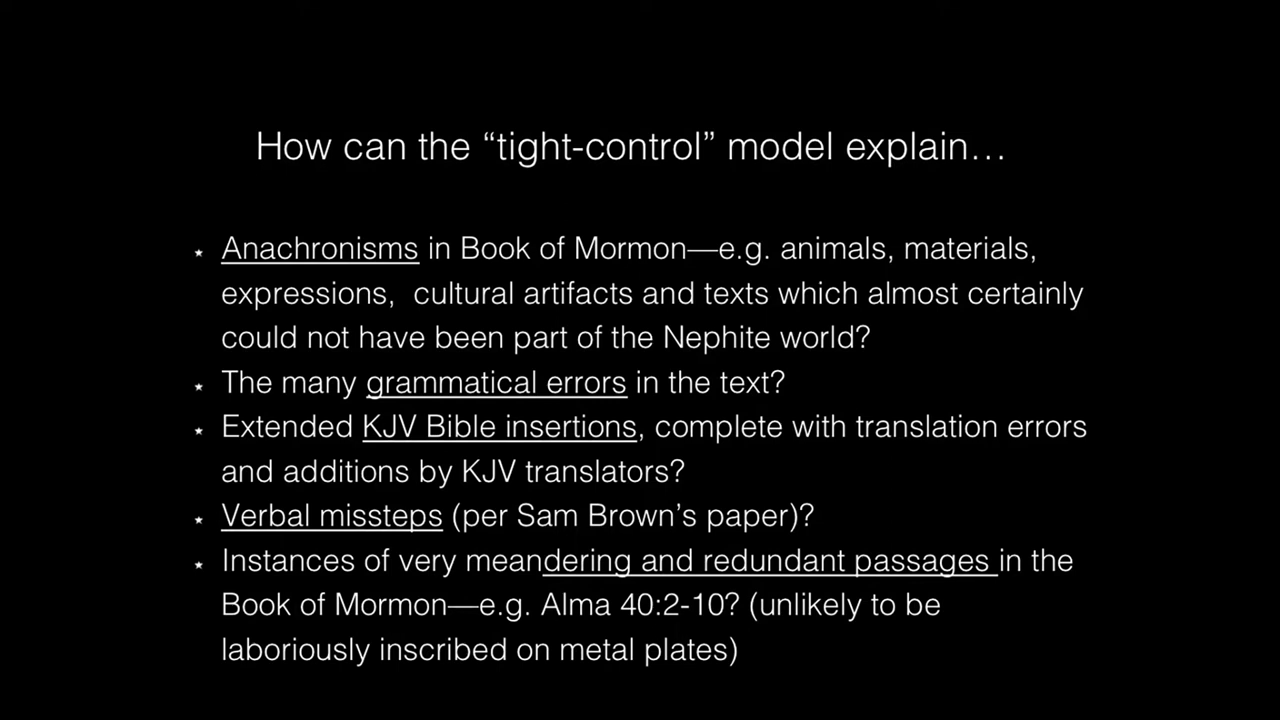 How can the “tight-control” model explain…
⋆ Anachronisms in Book of Mormon—e.g. animals, materials,
expressions, cultural artifacts and texts which almost certainly
could not have been part of the Nephite world?
⋆ The many grammatical errors in the text?
⋆ Extended KJV Bible insertions, complete with translation errors
and additions by KJV translators?
⋆ Verbal missteps (per Sam Brown’s paper)?
⋆ Instances of very meandering and redundant passages in the
Book of Mormon—e.g. Alma 40:2-10? (unlikely to be
laboriously inscribed on metal plates)